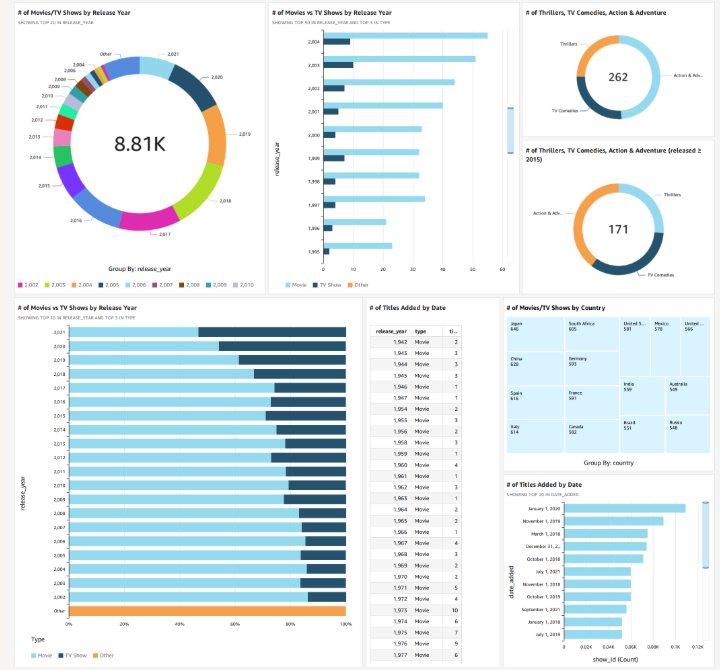 # of Movies/TV Shows by Release Year
SHOWING TOP 20 IN RELEASE_YEAR
Other
2,021
2,020
2,019
2,018
2,017
2,016
2,015
2,014
2,013
2,012
2,011
2,010
2,009
2,008
2,006
2,004
8.81K
Group By: release_year
2,002 2,003 2,004 2,005 2,006 2,007 2,008 2,009 2,010
# of Movies vs TV Shows by Release Year
SHOWING TOP 50 IN RELEASE_YEAR AND TOP 3 IN TYPE
release_year
2,004
2,003
2,002
2,001
2,000
1,999
1,998
1,997
1,996
1,995
0 10 20 30 40 50 60
Movie TV Show Other
# of Thrillers, TV Comedies, Action & Adventure
Thrillers
Action & Adv...
TV Comedies
262
# of Thrillers, TV Comedies, Action & Adventure (released ≥
2015)
Thrillers
Action & Adv...
TV Comedies
171
# of Movies vs TV Shows by Release Year
SHOWING TOP 20 IN RELEASE_YEAR AND TOP 3 IN TYPE
release_year
2,021
2,020
2,019
2,018
2,017
2,016
2,015
2,014
2,013
2,012
2,011
2,010
2,009
2,008
2,007
2,006
2,005
2,004
2,003
2,002
Other
0% 20% 40% 60% 80% 100%
Type
Movie TV Show Other
# of Titles Added by Date
release_year type ti...
1,942 Movie 2
1,943 Movie 3
1,944 Movie 3
1,945 Movie 3
1,946 Movie 1
1,947 Movie 1
1,954 Movie 2
1,955 Movie 3
1,956 Movie 2
1,958 Movie 3
1,959 Movie 1
1,960 Movie 4
1,961 Movie 1
1,962 Movie 3
1,963 Movie 1
1,964 Movie 2
1,965 Movie 2
1,966 Movie 1
1,967 Movie 4
1,968 Movie 3
1,969 Movie 2
1,970 Movie 2
1,971 Movie 5
1,972 Movie 4
1,973 Movie 10
1,974 Movie 6
1,975 Movie 7
1,976 Movie 9
1,977 Movie 6
# of Movies/TV Shows by Country
Japan
646
South Africa
605
United S...
581
Mexico
570
United ...
566
China
628
Germany
593
Spain
616
France
591
India
559
Australia
549
Italy
614
Canada
582
Brazil
551
Russia
548
Group By: country
# of Titles Added by Date
SHOWING TOP 20 IN DATE_ADDED
date_added
January 1, 2020
November 1, 2019
March 1, 2018
December 31, 2...
October 1, 2018
July 1, 2021
November 1, 2018
October 1, 2019
September 1, 2021
January 1, 2018
July 1, 2018
0 0.02K 0.04K 0.06K 0.08K 0.1K 0.12K
show_id (Count)